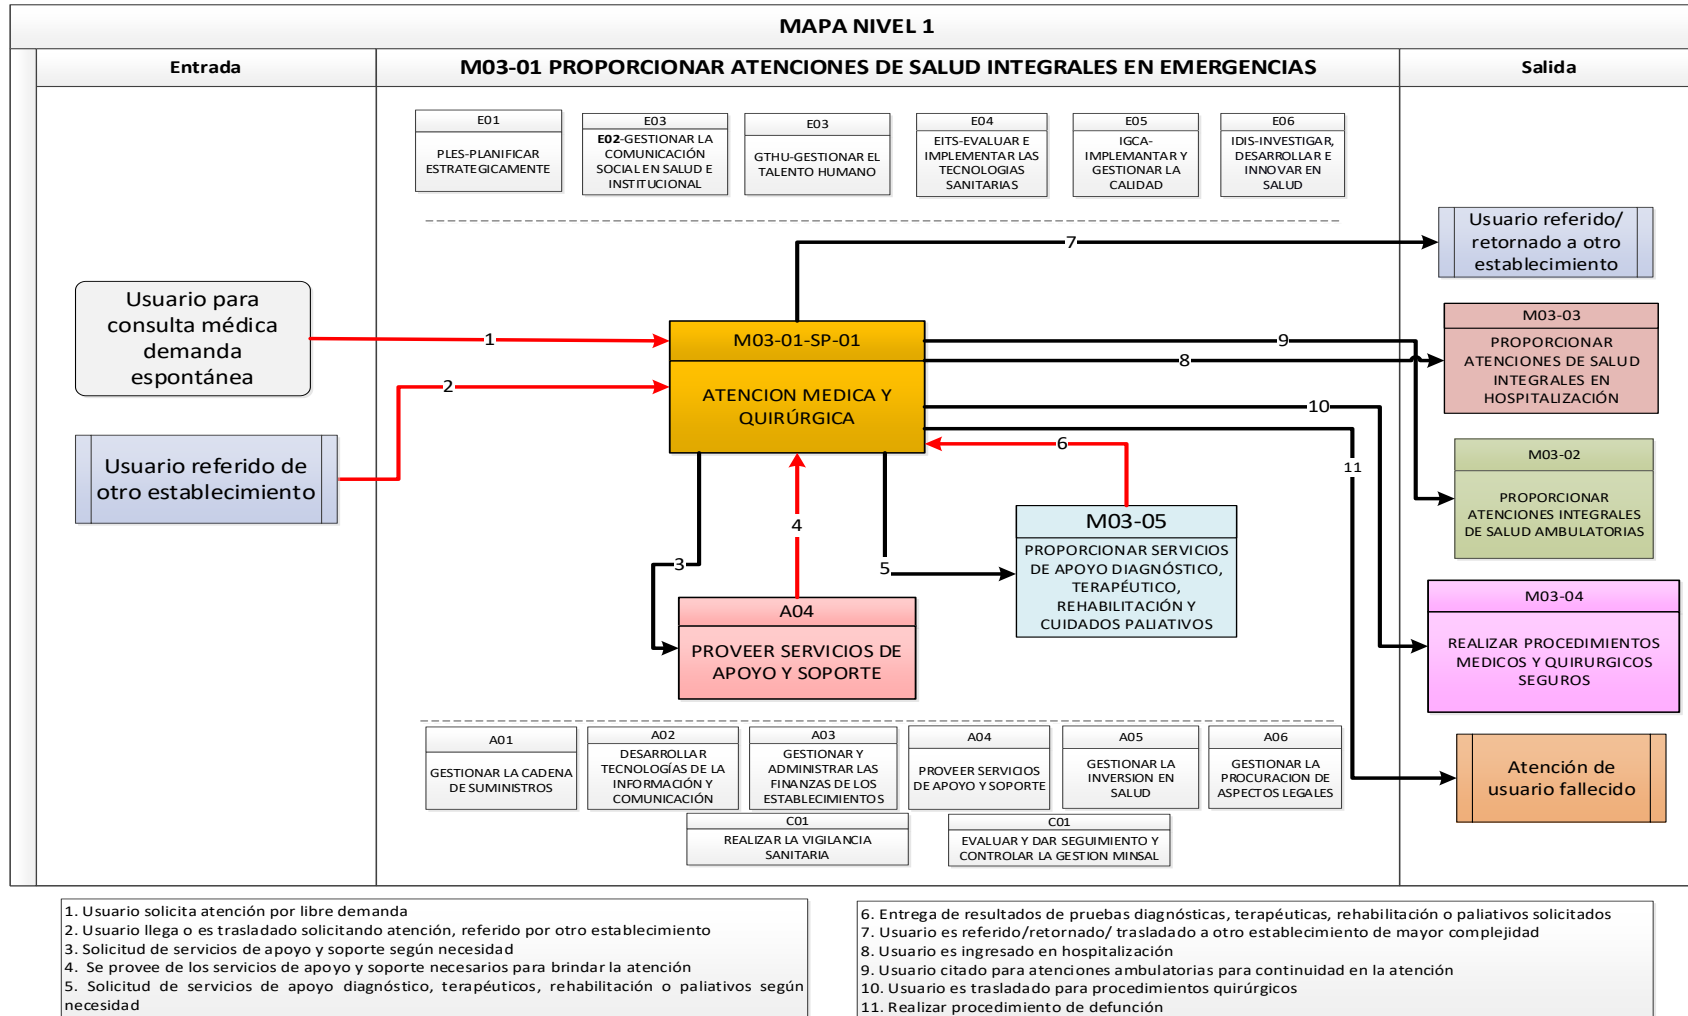 MAPA NIVEL 1
Entrada
M03-01 PROPORCIONAR ATENCIONES DE SALUD INTEGRALES EN EMERGENCIAS
Salida
E01
PLES-PLANIFICAR
ESTRATEGICAMENTE
E03
E02-GESTIONAR LA
COMUNICACIÓN
SOCIAL EN SALUD E
INSTITUCIONAL
E03
GTHU-GESTIONAR EL
TALENTO HUMANO
E04
EITS-EVALUAR E
IMPLEMENTAR LAS
TECNOLOGIAS
SANITARIAS
E05
IGCA-
IMPLEMANTAR Y
GESTIONAR LA
CALIDAD
E06
IDIS-INVESTIGAR,
DESARROLLAR E
INNOVAR EN
SALUD
Usuario para
consulta médica
demanda
espontánea
Usuario referido de
otro establecimiento
1
2
M03-01-SP-01
ATENCION MEDICA Y
QUIRÚRGICA
7
9
8
10
6
11
4
3
5
A04
PROVEER SERVICIOS DE
APOYO Y SOPORTE
M03-05
PROPORCIONAR SERVICIOS
DE APOYO DIAGNÓSTICO,
TERAPÉUTICO,
REHABILITACIÓN Y
CUIDADOS PALIATIVOS
Usuario referido/
retornado a otro
establecimiento
M03-03
PROPORCIONAR
ATENCIONES DE SALUD
INTEGRALES EN
HOSPITALIZACIÓN
M03-02
PROPORCIONAR
ATENCIONES INTEGRALES
DE SALUD AMBULATORIAS
M03-04
REALIZAR PROCEDIMIENTOS
MEDICOS Y QUIRURGICOS
SEGUROS
Atención de
usuario fallecido
A01
GESTIONAR LA CADENA
DE SUMINISTROS
A02
DESARROLLAR
TECNOLOGÍAS DE LA
INFORMACIÓN Y
COMUNICACIÓN
A03
GESTIONAR Y
ADMINISTRAR LAS
FINANZAS DE LOS
ESTABLECIMIENTOS
A04
PROVEER SERVICIOS
DE APOYO Y SOPORTE
A05
GESTIONAR LA
INVERSION EN
SALUD
A06
GESTIONAR LA
PROCURACION DE
ASPECTOS LEGALES
C01
REALIZAR LA VIGILANCIA
SANITARIA
C01
EVALUAR Y DAR SEGUIMIENTO Y
CONTROLAR LA GESTION MINSAL
1. Usuario solicita atención por libre demanda
2. Usuario llega o es trasladado solicitando atención, referido por otro establecimiento
3. Solicitud de servicios de apoyo y soporte según necesidad
4. Se provee de los servicios de apoyo y soporte necesarios para brindar la atención
5. Solicitud de servicios de apoyo diagnóstico, terapéuticos, rehabilitación o paliativos según
necesidad
6. Entrega de resultados de pruebas diagnósticas, terapéuticas, rehabilitación o paliativos solicitados
7. Usuario es referido/retornado/ trasladado a otro establecimiento de mayor complejidad
8. Usuario es ingresado en hospitalización
9. Usuario citado para atenciones ambulatorias para continuidad en la atención
10. Usuario es trasladado para procedimientos quirúrgicos
11. Realizar procedimiento de defunción